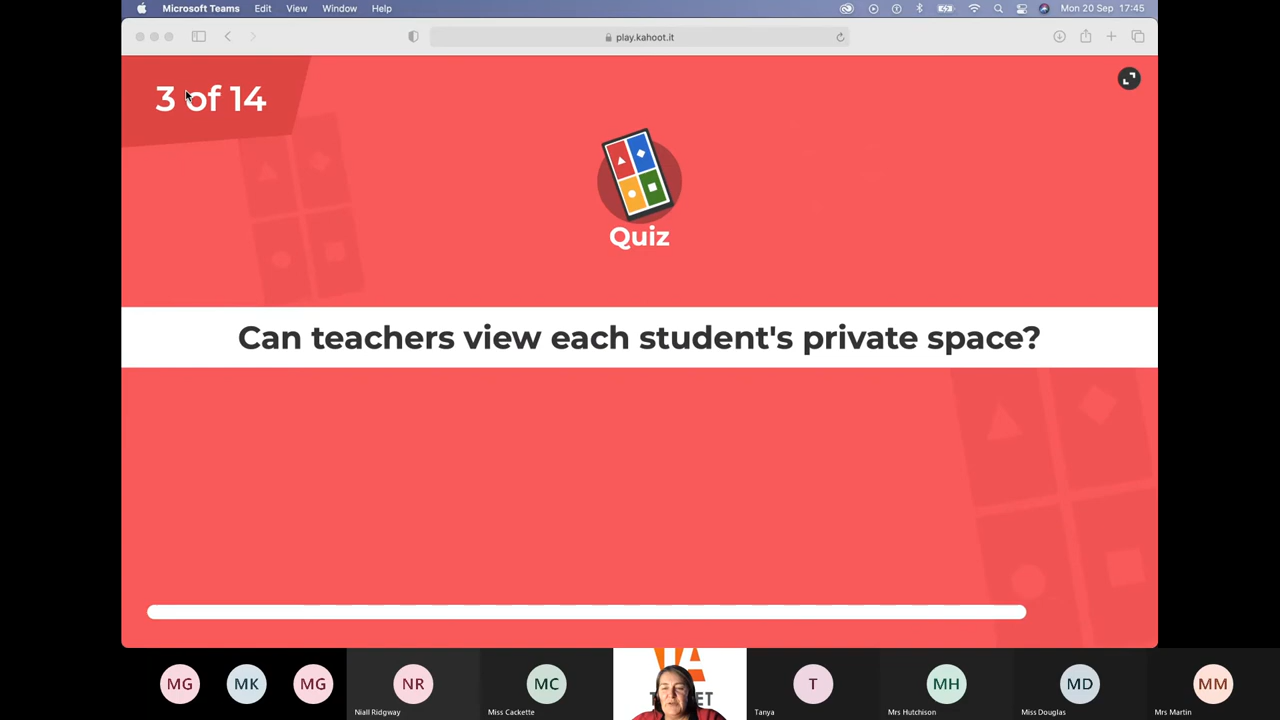 Microsoft Teams Edit View Window Help
Mon 20 Sep 17:45
play.kahoot.it
3 of 14
Quiz
Can teachers view each student's private space?
MG MK MG NR MC T MH MD MM
Niall Ridgway Miss Cackette Tanya Mrs Hutchison Miss Douglas Mrs Martin